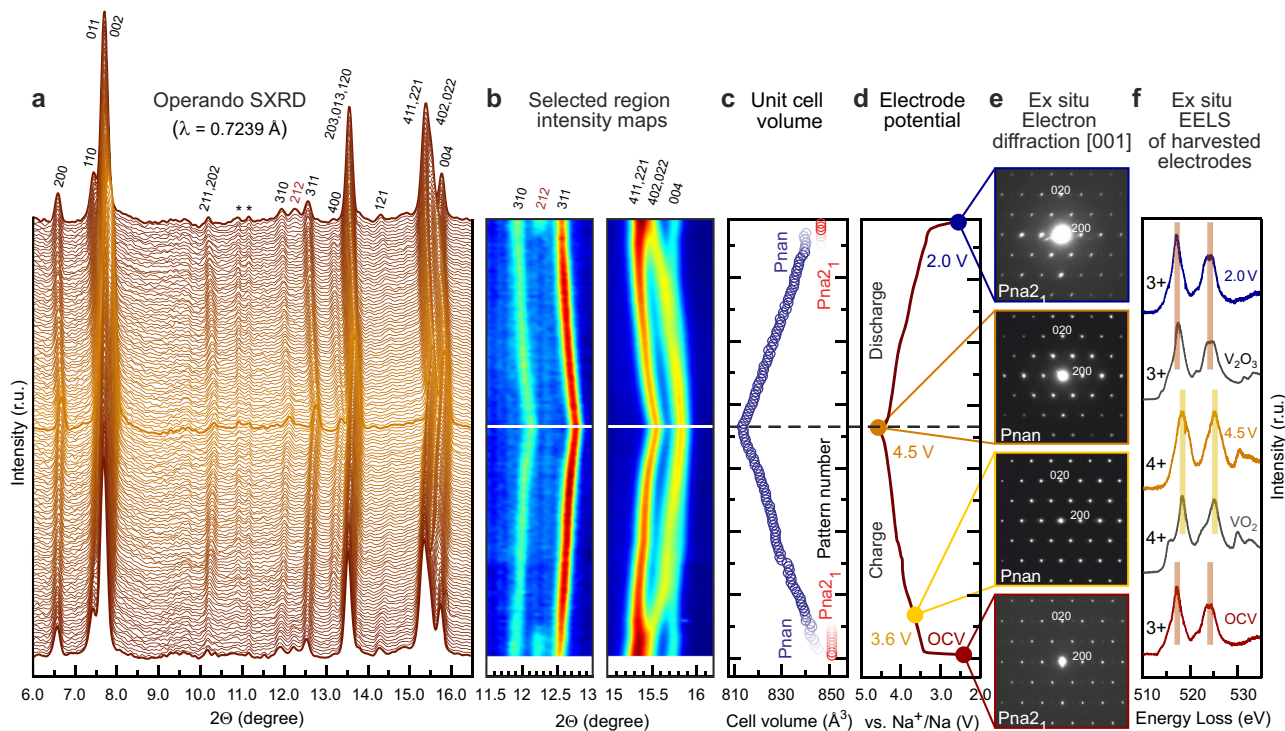 a
Operando SXRD
(λ = 0.7239 Å)
011
002
200
110
211,202
*
*
310
212
311
400
203,013,120
121
411,221
402,022
004
Intensity (r.u.)
6.0 7.0 8.0 9.0 10.0 11.0 12.0 13.0 14.0 15.0 16.0
2Θ (degree)
b
Selected region
intensity maps
310
212
311
411,221
402,022
004
11.5 12 13
15 15.5 16
2Θ (degree)
c
Unit cell
volume
Pnan
Pna2₁
Pattern number
Pnan
Pna2₁
810 830 850
Cell volume (Å³)
d
Electrode
potential
2.0 V
Discharge
4.5 V
Charge
3.6 V
OCV
5.0 3.0 2.0
vs. Na⁺/Na (V)
e
Ex situ
Electron
diffraction [001]
020
200
Pna2₁
020
200
Pnan
020
200
Pnan
020
200
Pna2₁
f
Ex situ
EELS
of harvested
electrodes
3+
2.0 V
3+
V₂O₃
4+
4.5 V
4+
VO₂
3+
OCV
Intensity (r.u.)
510 520 530
Energy Loss (eV)